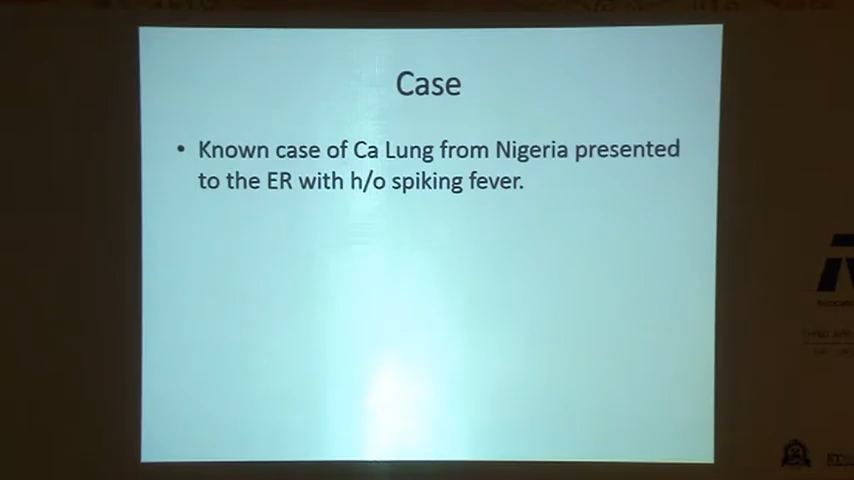 Case
• Known case of Ca Lung from Nigeria presented
to the ER with h/o spiking fever.